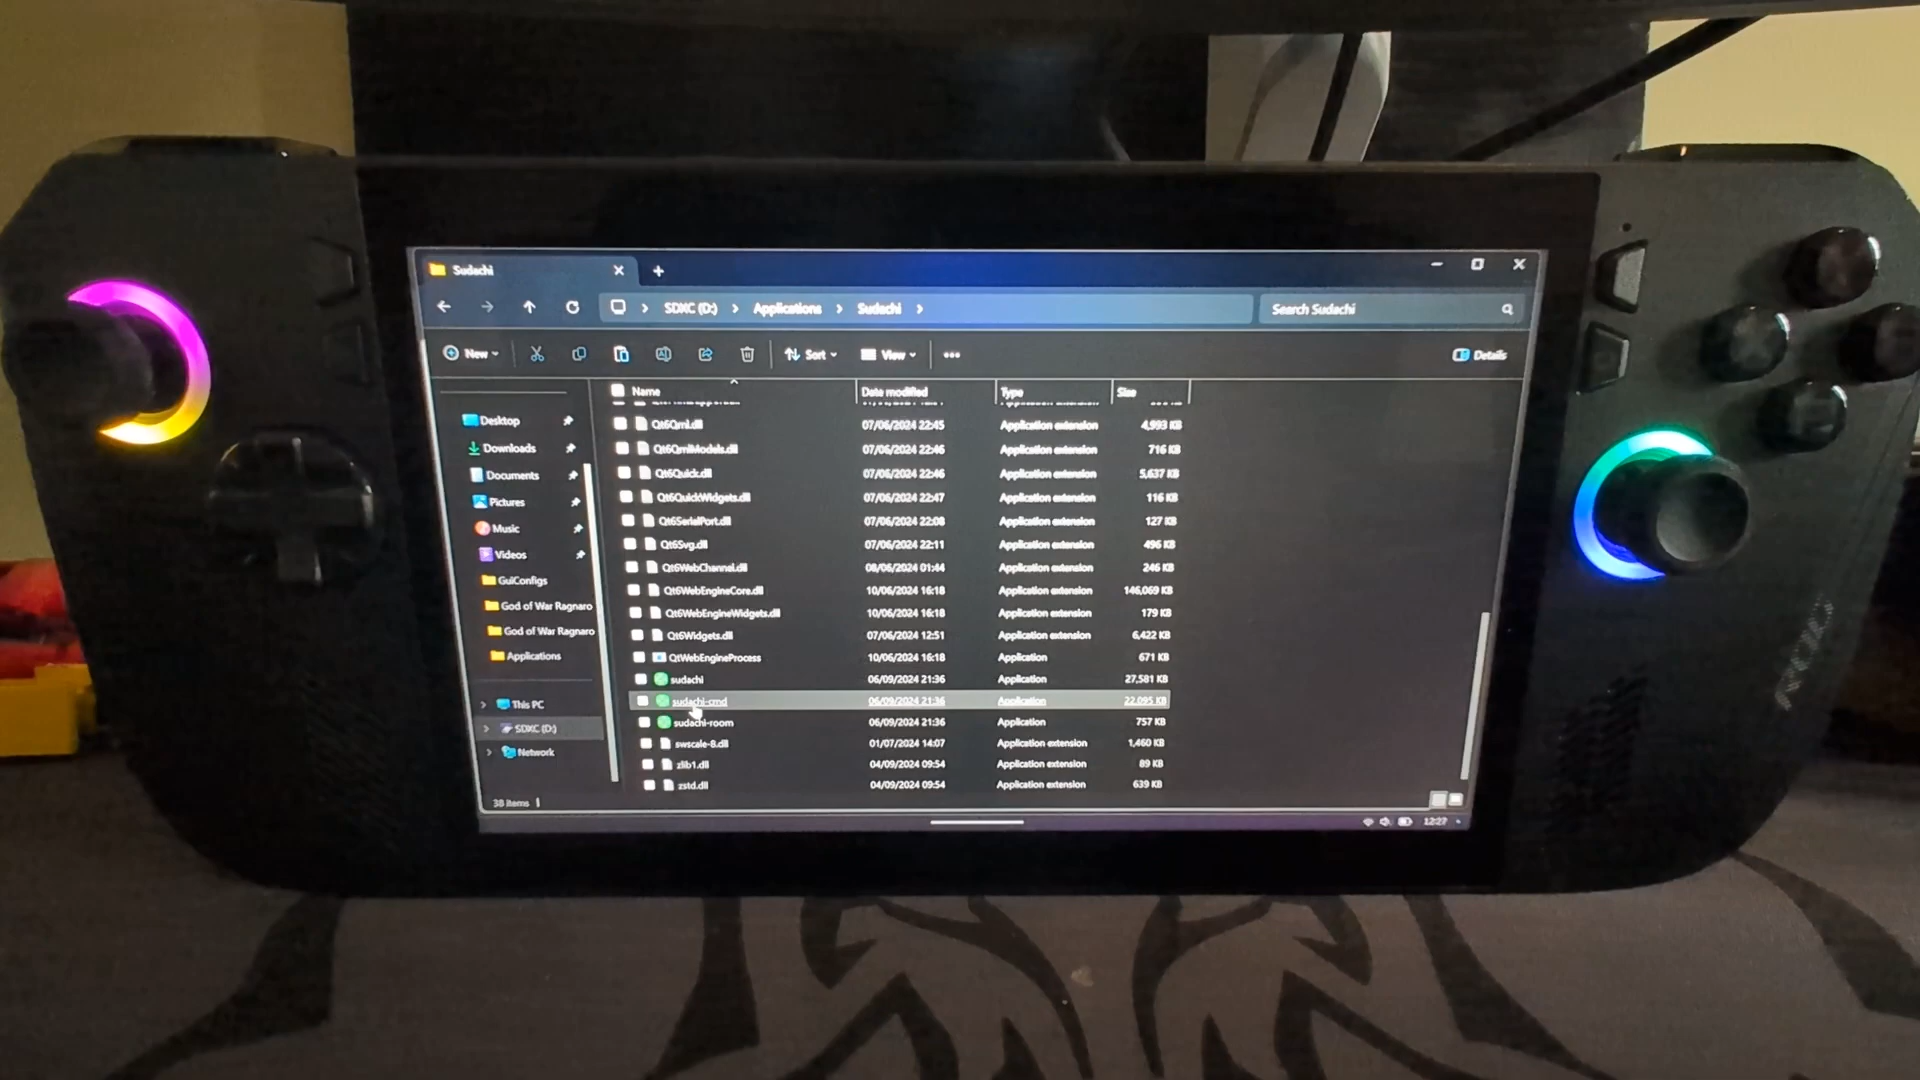 Sudachi
SDXC (D:) > Applications > Sudachi >
Search Sudachi
New
Sort
View
Details
Name Date modified Type Size
Desktop
Downloads
Documents
Pictures
Music
Videos
GuiConfigs
God of War Ragnaro
God of War Ragnaro
Applications
This PC
SDXC (D:)
Network
Qt6Qml.dll 07/06/2024 22:45 Application extension 4,993 KB
Qt6QmlModels.dll 07/06/2024 22:46 Application extension 716 KB
Qt6Quick.dll 07/06/2024 22:46 Application extension 5,637 KB
Qt6QuickWidgets.dll 07/06/2024 22:47 Application extension 116 KB
Qt6SerialPort.dll 07/06/2024 22:08 Application extension 127 KB
Qt6Svg.dll 07/06/2024 22:11 Application extension 496 KB
Qt6WebChannel.dll 08/06/2024 01:44 Application extension 246 KB
Qt6WebEngineCore.dll 10/06/2024 16:18 Application extension 146,069 KB
Qt6WebEngineWidgets.dll 10/06/2024 16:18 Application extension 179 KB
Qt6Widgets.dll 07/06/2024 12:51 Application extension 6,422 KB
QtWebEngineProcess 10/06/2024 16:18 Application 671 KB
sudachi 06/09/2024 21:36 Application 27,581 KB
sudachi-cmd 06/09/2024 21:36 Application 22,095 KB
sudachi-room 06/09/2024 21:36 Application 757 KB
swscale-8.dll 01/07/2024 14:07 Application extension 1,460 KB
zlib1.dll 04/09/2024 09:54 Application extension 89 KB
zstd.dll 04/09/2024 09:54 Application extension 639 KB
38 items
12:27